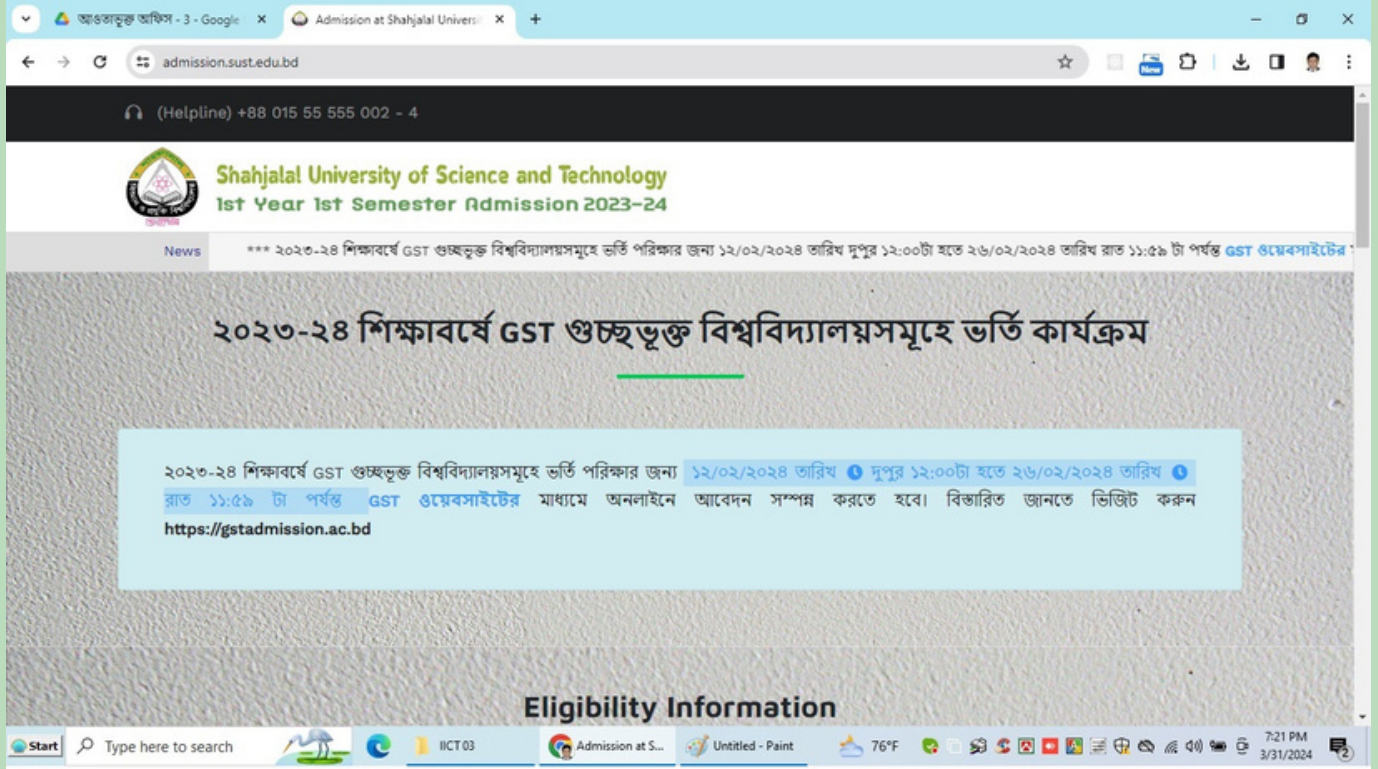 আওতাভুক্ত অফিস - 3 - Google
Admission at Shahjalal Univers
admission.sust.edu.bd
New
(Helpline) +88 015 55 555 002 - 4
Shahjalal University of Science and Technology
1st Year 1st Semester Admission 2023-24
News *** ২০২৩-২৪ শিক্ষাবর্ষে GST গুচ্ছভূক্ত বিশ্ববিদ্যালয়সমূহে ভর্তি পরিক্ষার জন্য ১২/০২/২০২৪ তারিখ দুপুর ১২:০০টা হতে ২৬/০২/২০২৪ তারিখ রাত ১১:৫৯ টা পর্যন্ত GST ওয়েবসাইটের
২০২৩-২৪ শিক্ষাবর্ষে GST গুচ্ছভূক্ত বিশ্ববিদ্যালয়সমূহে ভর্তি কার্যক্রম
২০২৩-২৪ শিক্ষাবর্ষে GST গুচ্ছভূক্ত বিশ্ববিদ্যালয়সমূহে ভর্তি পরিক্ষার জন্য ১২/০২/২০২৪ তারিখ দুপুর ১২:০০টা হতে ২৬/০২/২০২৪ তারিখ
রাত ১১:৫৯ টা পর্যন্ত GST ওয়েবসাইটের মাধ্যমে অনলাইনে আবেদন সম্পন্ন করতে হবে। বিস্তারিত জানতে ভিজিট করুন
https://gstadmission.ac.bd
Eligibility Information
Start Type here to search IICT 03 Admission at S... Untitled - Paint 76°F 7:21 PM
3/31/2024